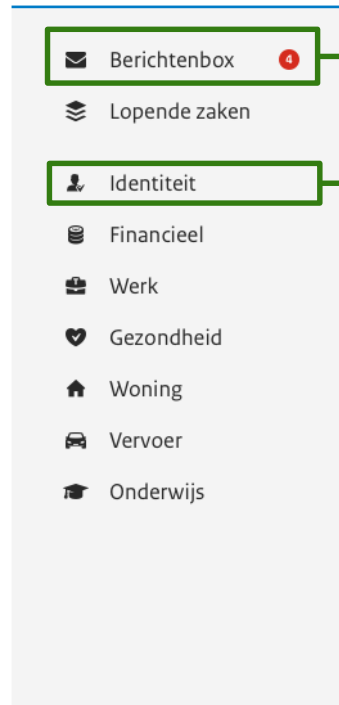 Berichtenbox 4
Lopende zaken
Identiteit
Financieel
Werk
Gezondheid
Woning
Vervoer
Onderwijs